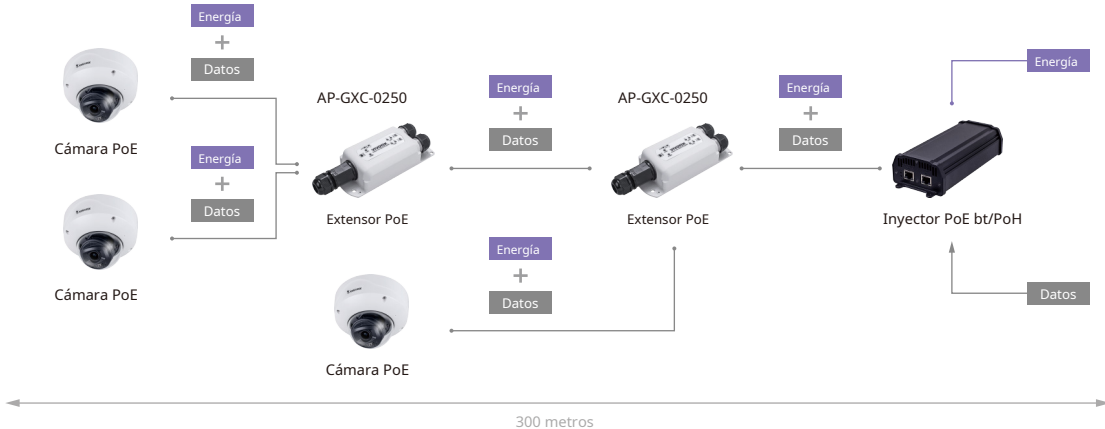 Energía
+
Datos
Cámara PoE
Energía
+
Datos
Cámara PoE
AP-GXC-0250
Extensor PoE
Energía
+
Datos
Energía
+
Datos
Cámara PoE
AP-GXC-0250
Extensor PoE
Energía
+
Datos
Energía
Inyector PoE bt/PoH
Datos
300 metros